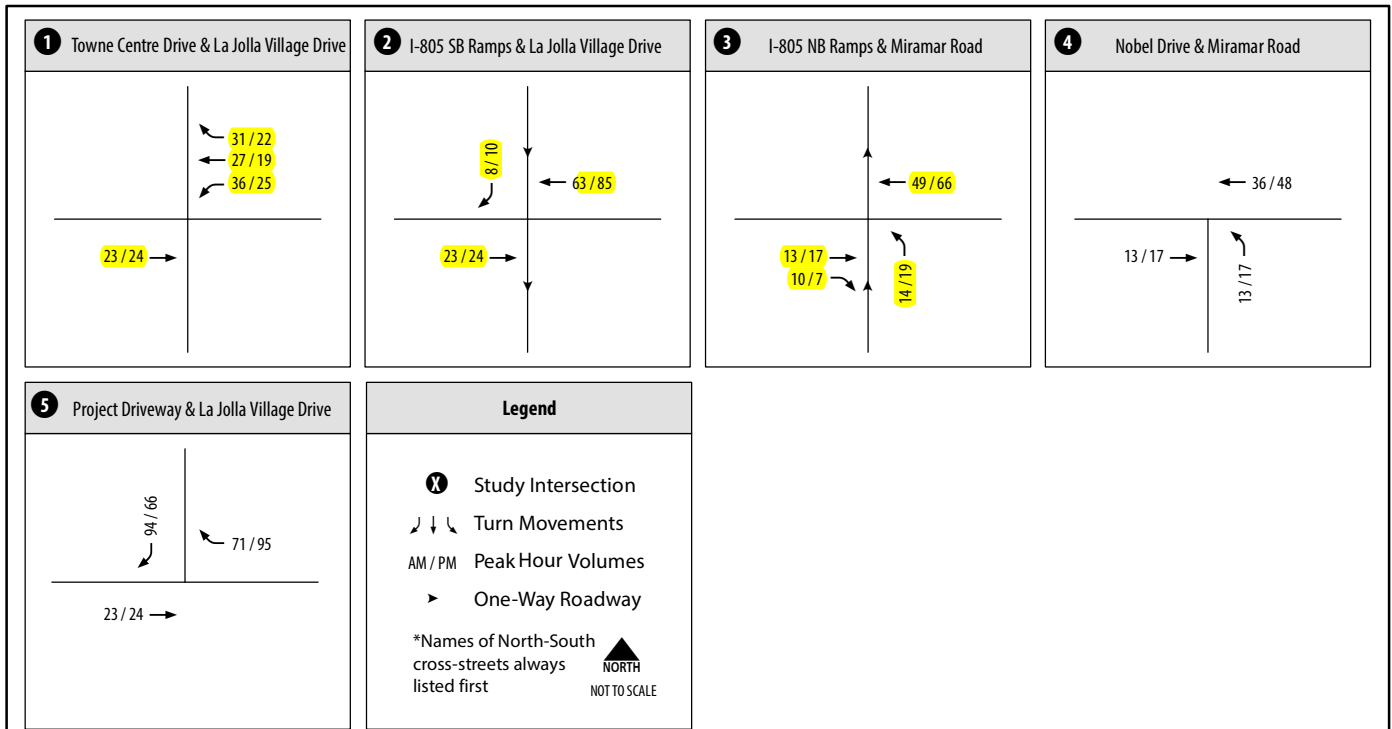 1 Towne Centre Drive & La Jolla Village Drive
31 / 22
27 / 19
36 / 25
23 / 24
2 I-805 SB Ramps & La Jolla Village Drive
8 / 10
63 / 85
23 / 24
3 I-805 NB Ramps & Miramar Road
49 / 66
13 / 17
10 / 7
14 / 19
4 Nobel Drive & Miramar Road
36 / 48
13 / 17
13 / 17
5 Project Driveway & La Jolla Village Drive
94 / 66
71 / 95
23 / 24
Legend
X Study Intersection
Turn Movements
AM / PM Peak Hour Volumes
One-Way Roadway
*Names of North-South
cross-streets always
listed first
NORTH
NOT TO SCALE